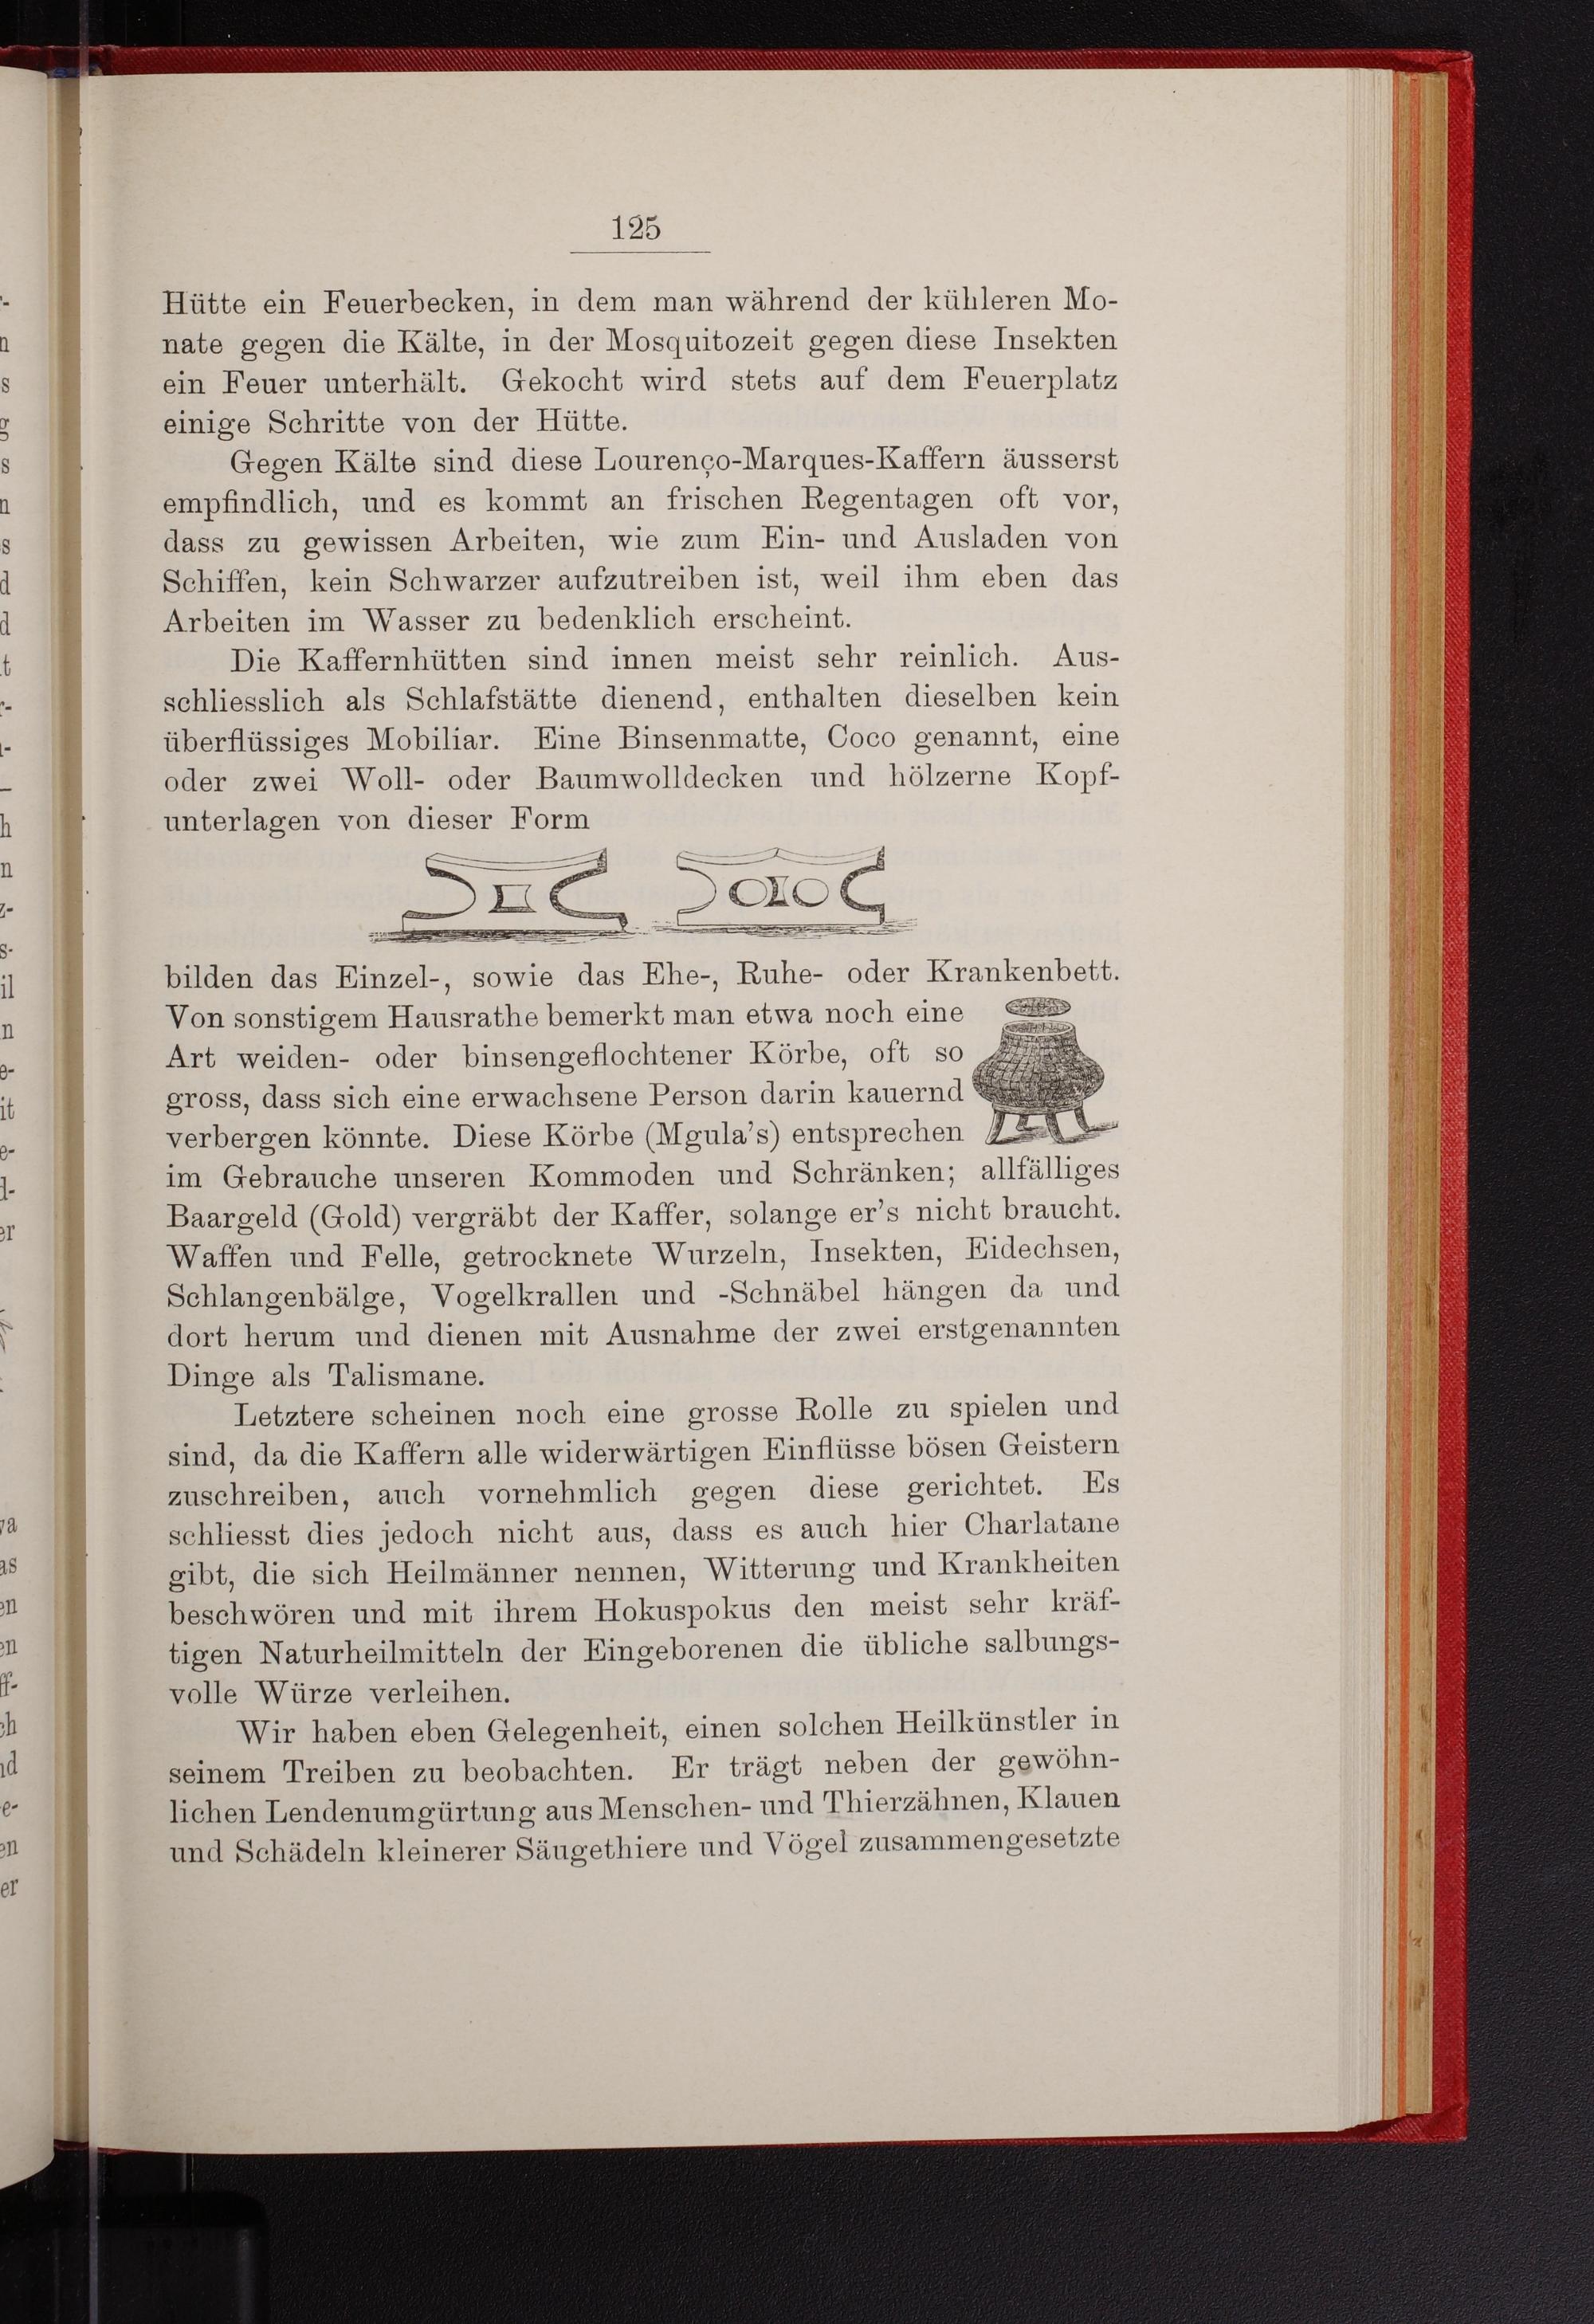 125
Hütte ein Feuerbecken, in dem man während der kühleren Mo-
nate gegen die Kälte, in der Mosquitozeit gegen diese Insekten
ein Feuer unterhält. Gekocht wird stets auf dem Feuerplatz
einige Schritte von der Hütte.
Gegen Kälte sind diese Lourenço-Marques-Kaffern äusserst
empfindlich, und es kommt an frischen Regentagen oft vor,
dass zu gewissen Arbeiten, wie zum Ein- und Ausladen von
Schiffen, kein Schwarzer aufzutreiben ist, weil ihm eben das
Arbeiten im Wasser zu bedenklich erscheint.
Die Kaffernhütten sind innen meist sehr reinlich. Aus-
schliesslich als Schlafstätte dienend, enthalten dieselben kein
überflüssiges Mobiliar. Eine Binsenmatte, Coco genannt, eine
oder zwei Woll- oder Baumwolldecken und hölzerne Kopf-
unterlagen von dieser Form
bilden das Einzel-, sowie das Ehe-, Ruhe- oder Krankenbett.
Von sonstigem Hausrathe bemerkt man etwa noch eine
Art weiden- oder binsengeflochtener Körbe, oft so
gross, dass sich eine erwachsene Person darin kauernd
verbergen könnte. Diese Körbe (Mgula's) entsprechen
im Gebrauche unseren Kommoden und Schränken; allfälliges
Baargeld (Gold) vergräbt der Kaffer, solange er's nicht braucht.
Waffen und Felle, getrocknete Wurzeln, Insekten, Eidechsen,
Schlangenbälge, Vogelkrallen und -Schnäbel hängen da und
dort herum und dienen mit Ausnahme der zwei erstgenannten
Dinge als Talismane.
Letztere scheinen noch eine grosse Rolle zu spielen und
sind, da die Kaffern alle widerwärtigen Einflüsse bösen Geistern
zuschreiben, auch vornehmlich gegen diese gerichtet. Es
schliesst dies jedoch nicht aus, dass es auch hier Charlatane
gibt, die sich Heilmänner nennen, Witterung und Krankheiten
beschwören und mit ihrem Hokuspokus den meist sehr kräf-
tigen Naturheilmitteln der Eingeborenen die übliche salbungs-
volle Würze verleihen.
Wir haben eben Gelegenheit, einen solchen Heilkünstler in
seinem Treiben zu beobachten. Er trägt neben der gewöhn-
lichen Lendenumgürtung aus Menschen- und Thierzähnen, Klauen
und Schädeln kleinerer Säugethiere und Vögel zusammengesetzte